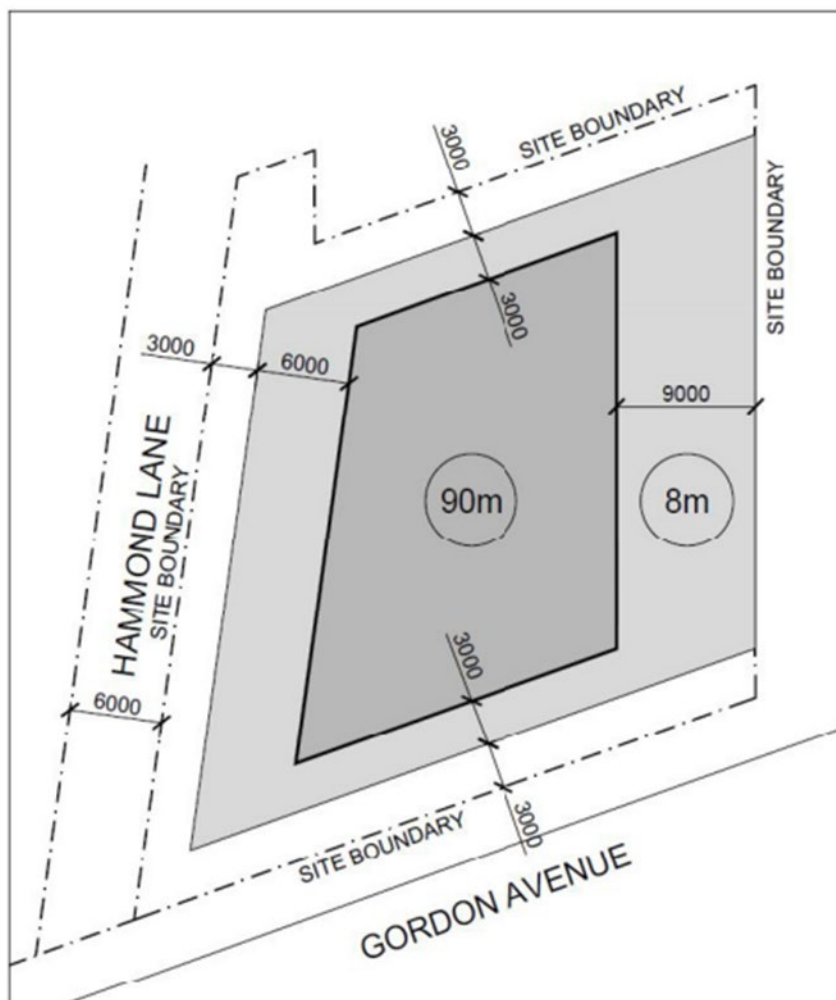 3000
SITE BOUNDARY
SITE BOUNDARY
3000
3000
6000
9000
HAMMOND LANE
SITE BOUNDARY
90m
8m
3000
6000
3000
SITE BOUNDARY
GORDON AVENUE